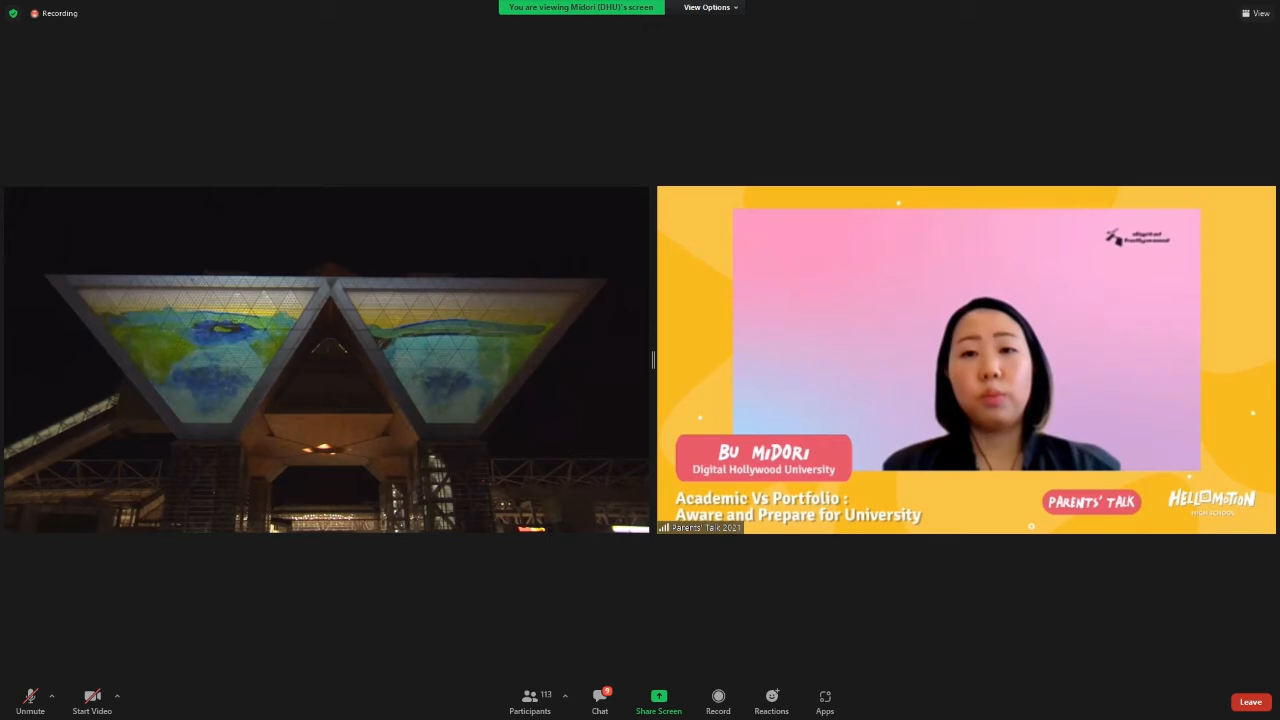 Recording
You are viewing Midori (DHU)'s screen
View Options
View
digital
hollywood
BU MiDORi
Digital Hollywood University
Academic Vs Portfolio :
Aware and Prepare for University
PARENTS' TALK
HELLOMOTION
HIGH SCHOOL
Parents' Talk 2021
Unmute
Start Video
113
Participants
9
Chat
Share Screen
Record
Reactions
Apps
Leave